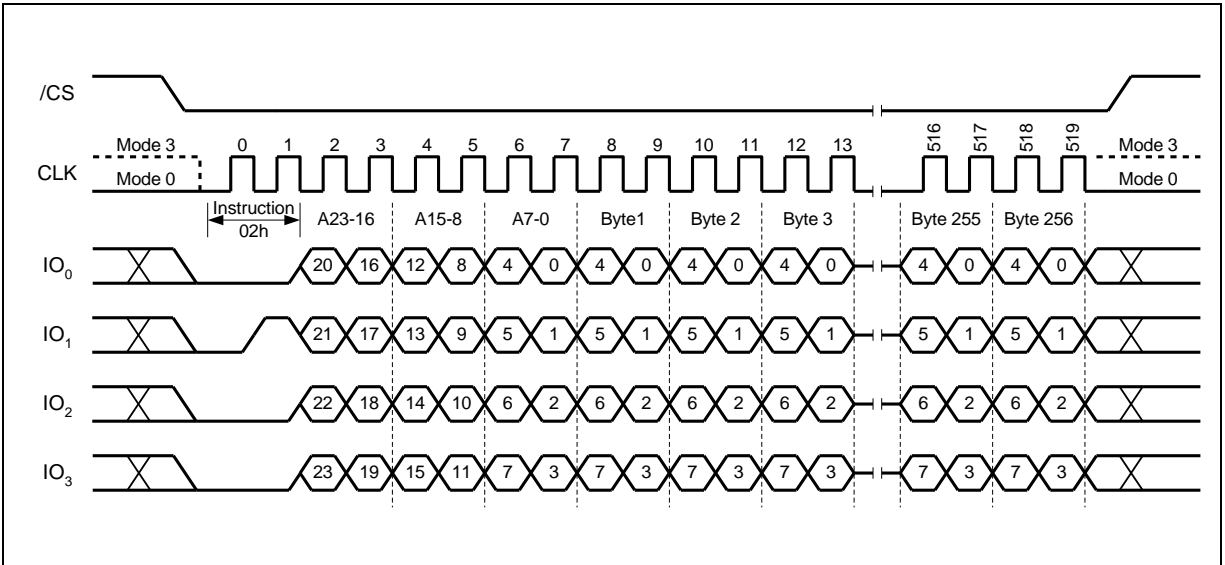 /CS
Mode 3 0 1 2 3 4 5 6 7 8 9 10 11 12 13 516 517 518 519 Mode 3
CLK
Mode 0 Mode 0
Instruction A23-16 A15-8 A7-0 Byte1 Byte 2 Byte 3 Byte 255 Byte 256
02h
IO0 20 16 12 8 4 0 4 0 4 0 4 0 4 0 4 0
IO1 21 17 13 9 5 1 5 1 5 1 5 1 5 1 5 1
IO2 22 18 14 10 6 2 6 2 6 2 6 2 6 2 6 2
IO3 23 19 15 11 7 3 7 3 7 3 7 3 7 3 7 3